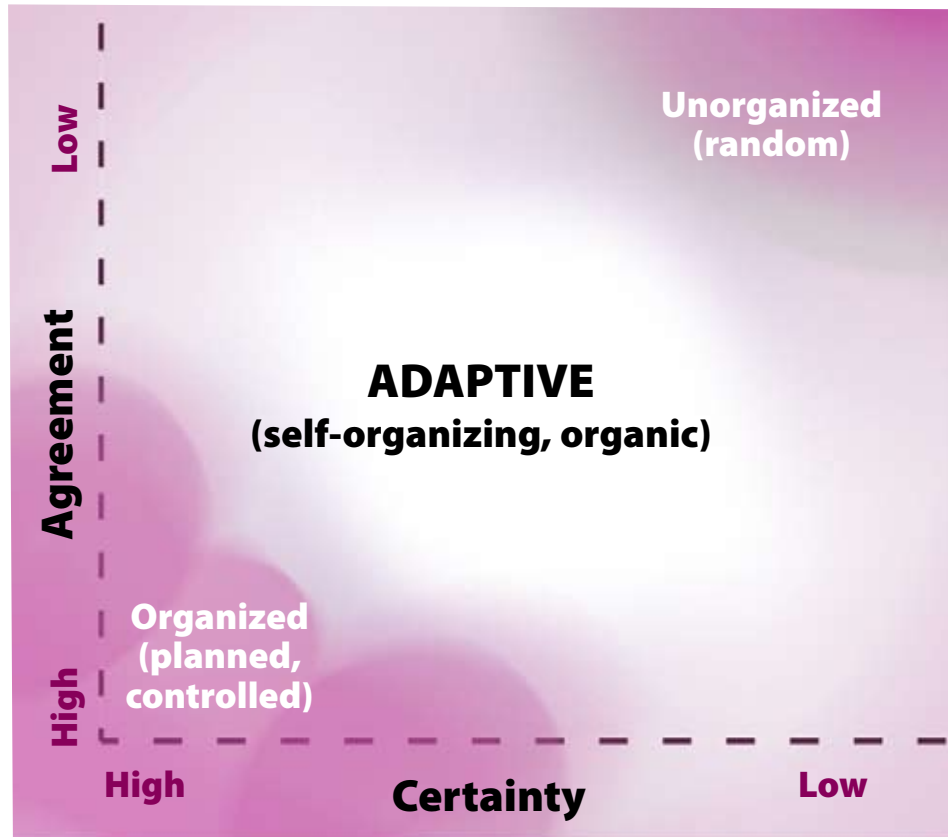 Unorganized
(random)
Low
ADAPTIVE
(self-organizing, organic)
Agreement
Organized
(planned,
controlled)
High
High
Certainty
Low